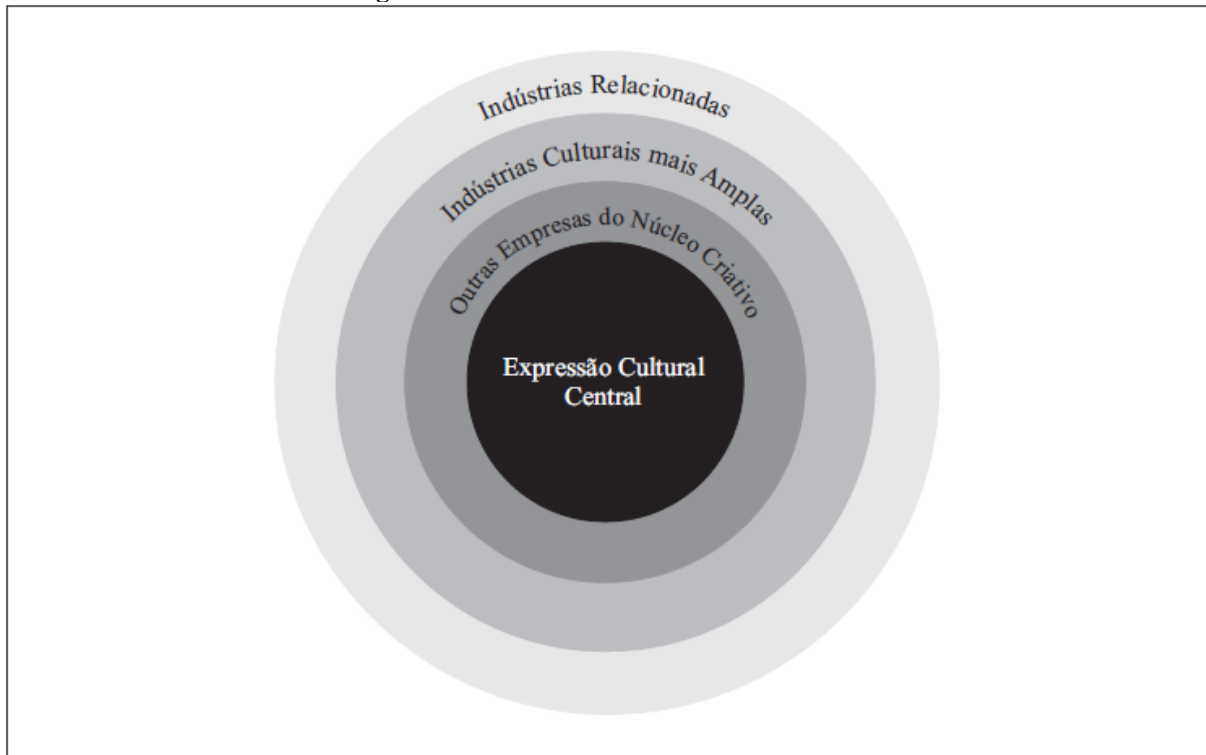 Indústrias Relacionadas
Indústrias Culturais mais Amplas
Outras Empresas do Núcleo Criativo
Expressão Cultural
Central